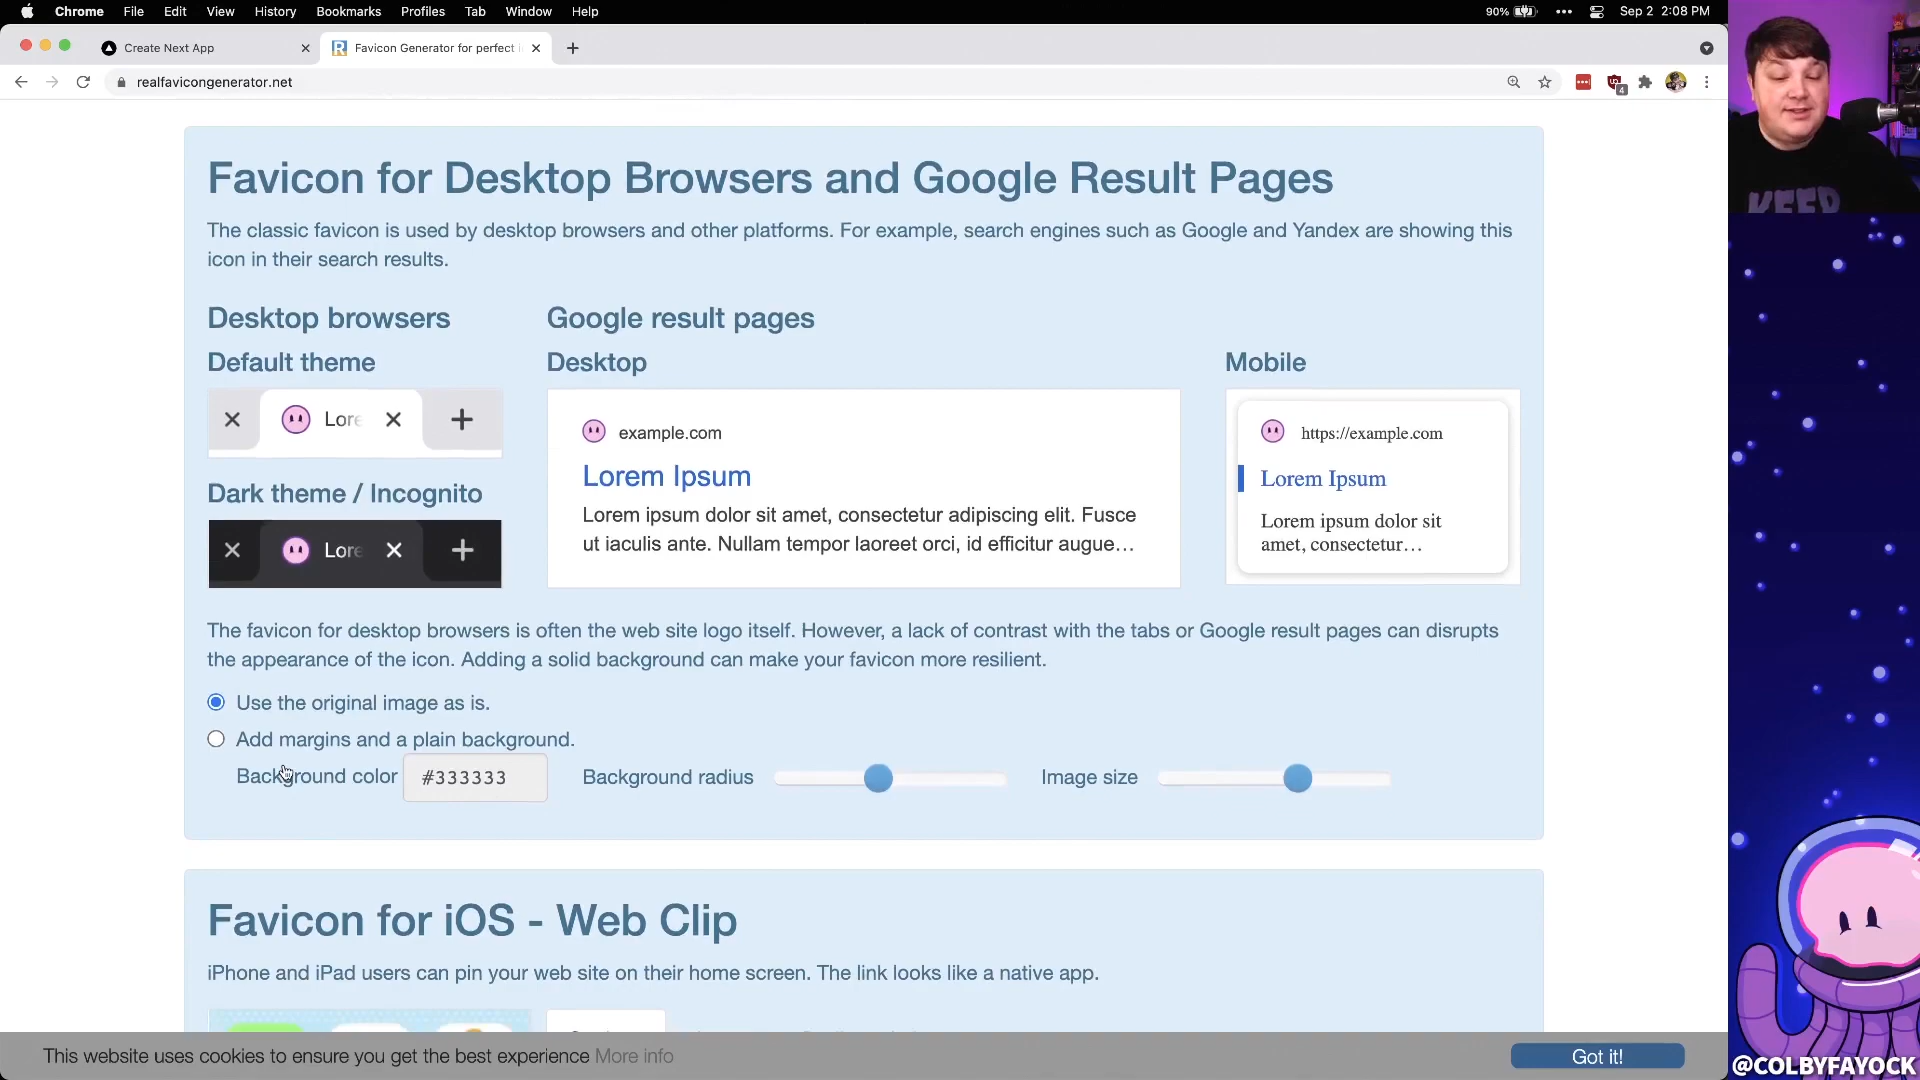 Chrome File Edit View History Bookmarks Profiles Tab Window Help 90% Sep 2 2:08 PM
Create Next App
Favicon Generator for perfect i
realfavicongenerator.net
4
Favicon for Desktop Browsers and Google Result Pages
The classic favicon is used by desktop browsers and other platforms. For example, search engines such as Google and Yandex are showing this
icon in their search results.
Desktop browsers
Google result pages
Default theme
Desktop
Mobile
Lore
example.com
https://example.com
Lorem Ipsum
Lorem Ipsum
Dark theme / Incognito
Lorem ipsum dolor sit amet, consectetur adipiscing elit. Fusce
ut iaculis ante. Nullam tempor laoreet orci, id efficitur augue…
Lorem ipsum dolor sit
amet, consectetur…
Lore
The favicon for desktop browsers is often the web site logo itself. However, a lack of contrast with the tabs or Google result pages can disrupts
the appearance of the icon. Adding a solid background can make your favicon more resilient.
Use the original image as is.
Add margins and a plain background.
Background color #333333 Background radius Image size
Favicon for iOS - Web Clip
iPhone and iPad users can pin your web site on their home screen. The link looks like a native app.
This website uses cookies to ensure you get the best experience More info
Got it!
KEEP
@COLBYFAYOCK